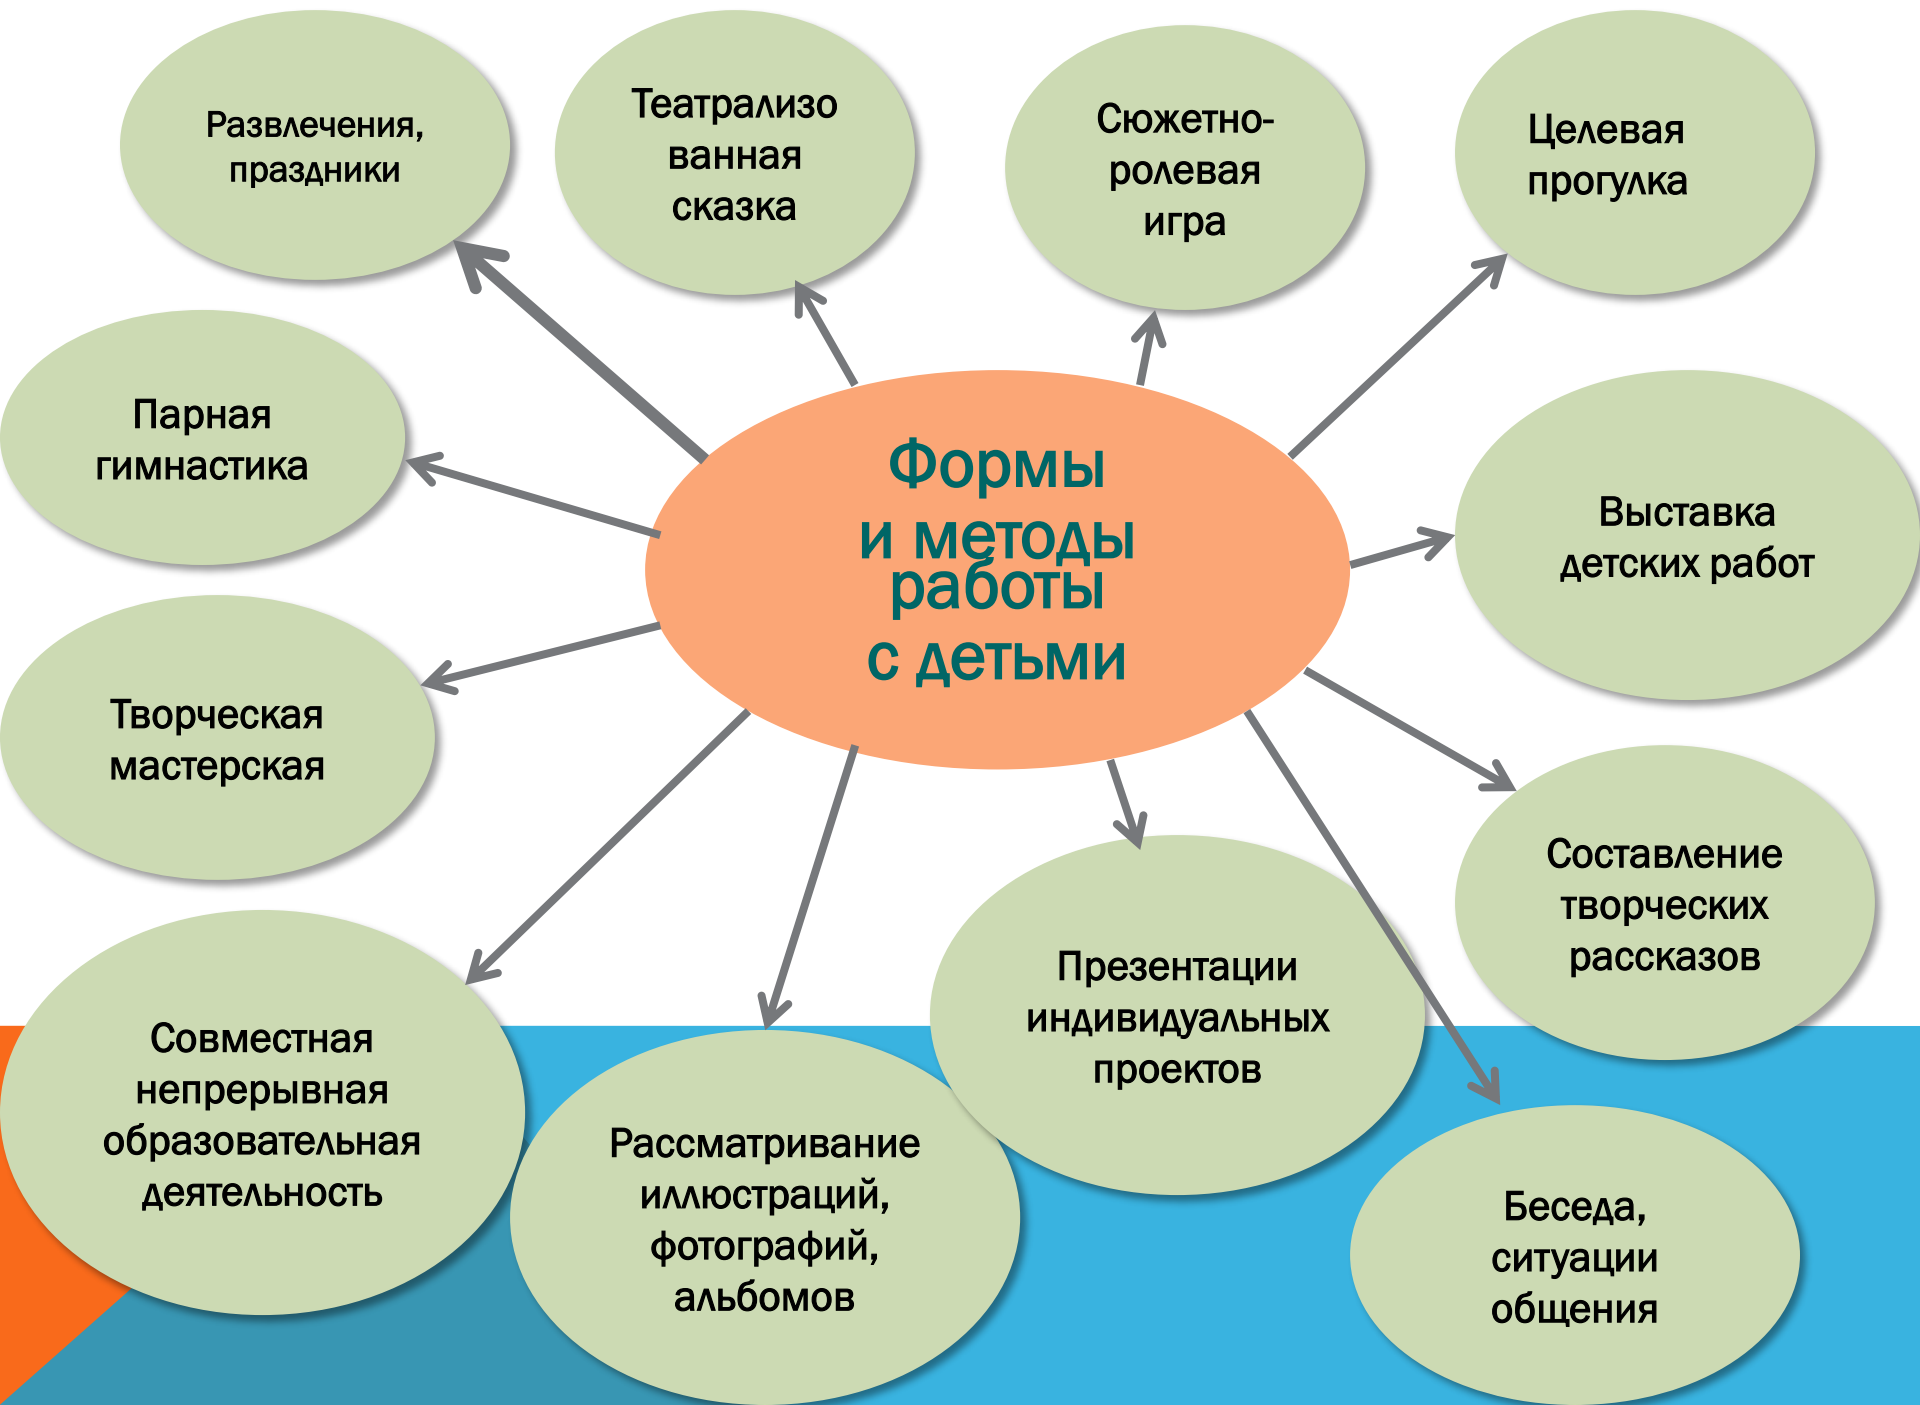 Развлечения,
праздники
Театрализо
ванная
сказка
Сюжетно-
ролевая
игра
Целевая
прогулка
Парная
гимнастика
Формы
и методы
работы
с детьми
Выставка
детских работ
Творческая
мастерская
Составление
творческих
рассказов
Презентации
индивидуальных
проектов
Совместная
непрерывная
образовательная
деятельность
Рассматривание
иллюстраций,
фотографий,
альбомов
Беседа,
ситуации
общения